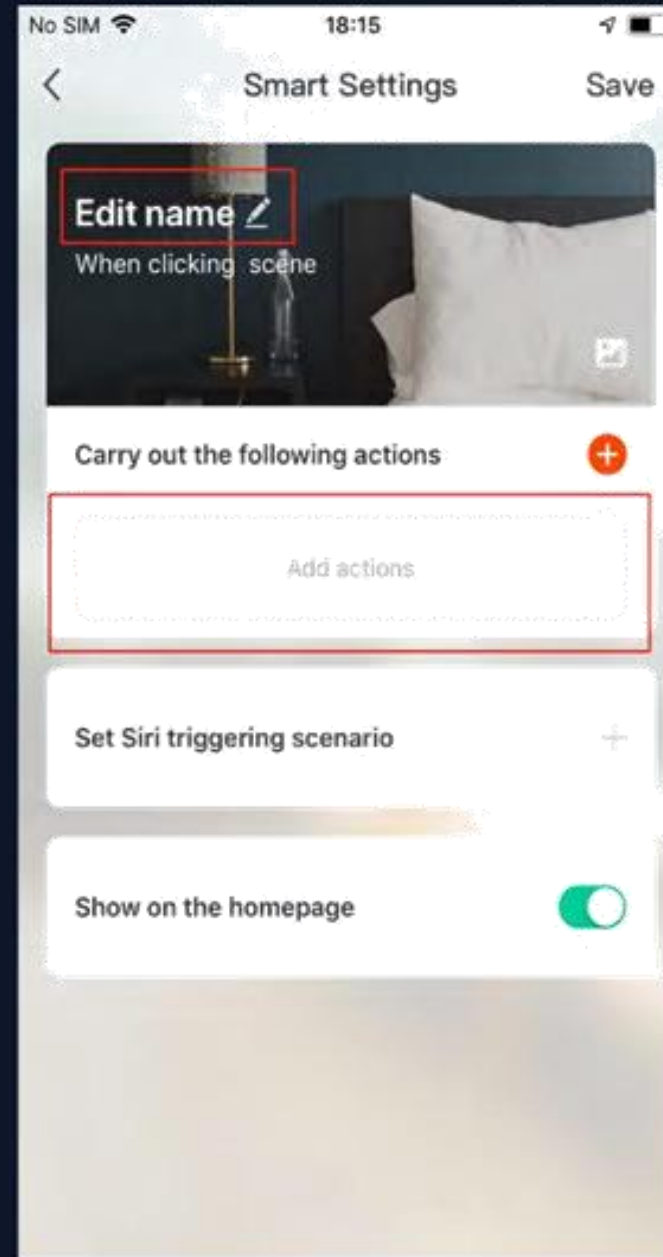 No SIM 18:15
Smart Settings Save
Edit name
When clicking scene
Carry out the following actions
Add actions
Set Siri triggering scenario
Show on the homepage